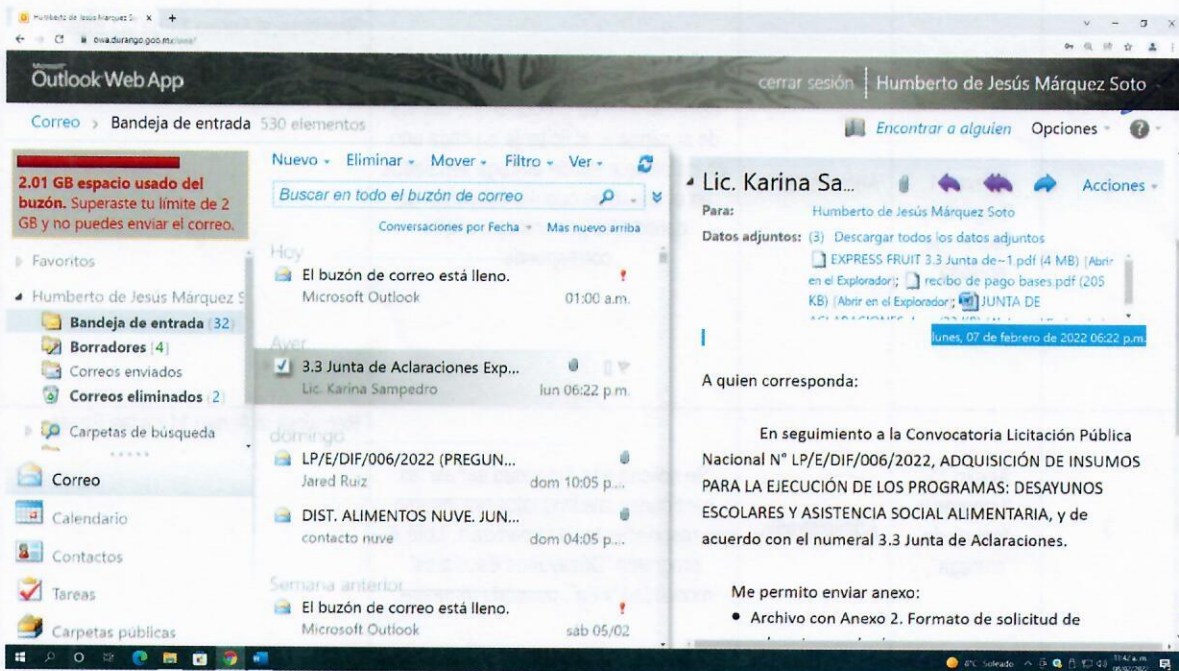 Humberto de Jesús Márquez S
owa.durango.gob.mx/owa/
Microsoft
Outlook Web App
cerrar sesión | Humberto de Jesús Márquez Soto
Correo > Bandeja de entrada 530 elementos
Encontrar a alguien Opciones
2.01 GB espacio usado del
buzón. Superaste tu límite de 2
GB y no puedes enviar el correo.
Favoritos
Humberto de Jesús Márquez S
Bandeja de entrada (32)
Borradores [4]
Correos enviados
Correos eliminados (2)
Carpetas de búsqueda
Correo
Calendario
Contactos
Tareas
Carpetas públicas
Nuevo Eliminar Mover Filtro Ver
Buscar en todo el buzón de correo
Conversaciones por Fecha Mas nuevo arriba
Hoy
El buzón de correo está lleno.
Microsoft Outlook 01:00 a.m.
Ayer
3.3 Junta de Aclaraciones Exp...
Lic. Karina Sampedro lun 06:22 p.m.
domingo
LP/E/DIF/006/2022 (PREGUN...
Jared Ruiz dom 10:05 p....
DIST. ALIMENTOS NUVE. JUN...
contacto nuve dom 04:05 p....
Semana anterior
El buzón de correo está lleno.
Microsoft Outlook sáb 05/02
Lic. Karina Sa... Acciones
Para: Humberto de Jesús Márquez Soto
Datos adjuntos: (3) Descargar todos los datos adjuntos
EXPRESS FRUIT 3.3 Junta de~1.pdf (4 MB) [Abrir
en el Explorador]; recibo de pago bases.pdf (205
KB) [Abrir en el Explorador]; JUNTA DE
lunes, 07 de febrero de 2022 06:22 p.m.
A quien corresponda:
En seguimiento a la Convocatoria Licitación Pública
Nacional N° LP/E/DIF/006/2022, ADQUISICIÓN DE INSUMOS
PARA LA EJECUCIÓN DE LOS PROGRAMAS: DESAYUNOS
ESCOLARES Y ASISTENCIA SOCIAL ALIMENTARIA, y de
acuerdo con el numeral 3.3 Junta de Aclaraciones.
Me permito enviar anexo:
• Archivo con Anexo 2. Formato de solicitud de
Soleado